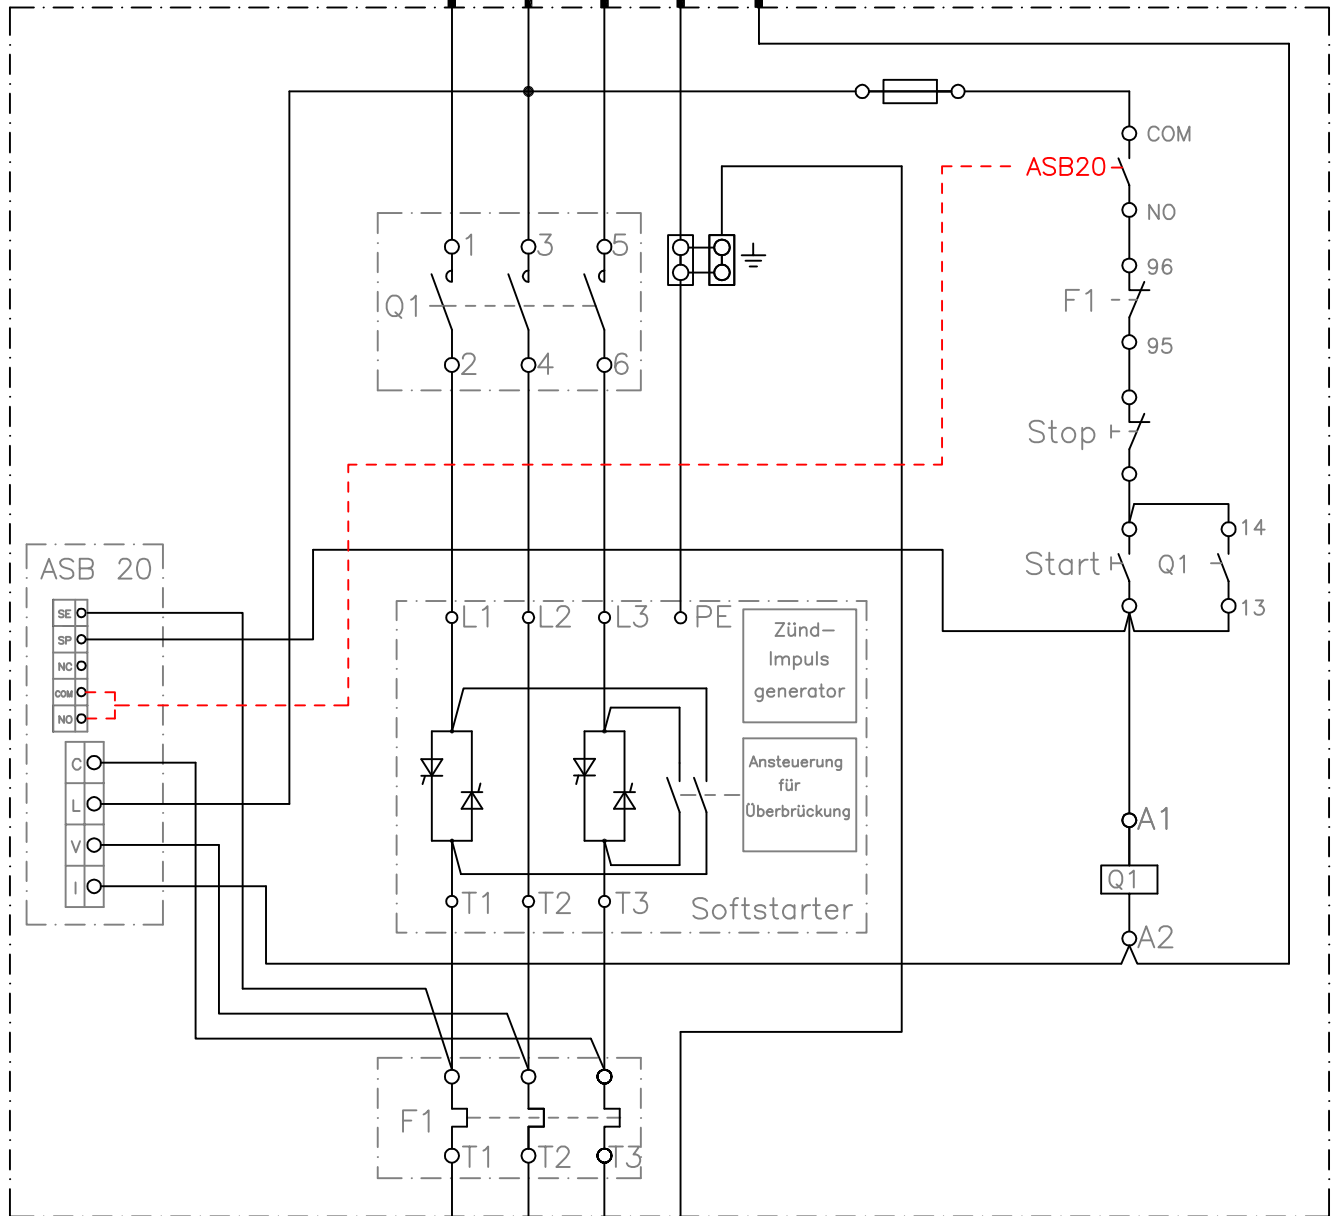 COM
ASB20
NO
1
3
5
96
Q1
F1
2
4
6
95
Stop
14
ASB 20
Start
Q1
SE
SP
NC
COM
NO
13
L1
L2
L3
PE
Zünd–
Impuls
generator
C
L
V
I
Ansteuerung
für
Überbrückung
A1
Q1
T1
T2
T3
Softstarter
A2
F1
T1
T2
T3